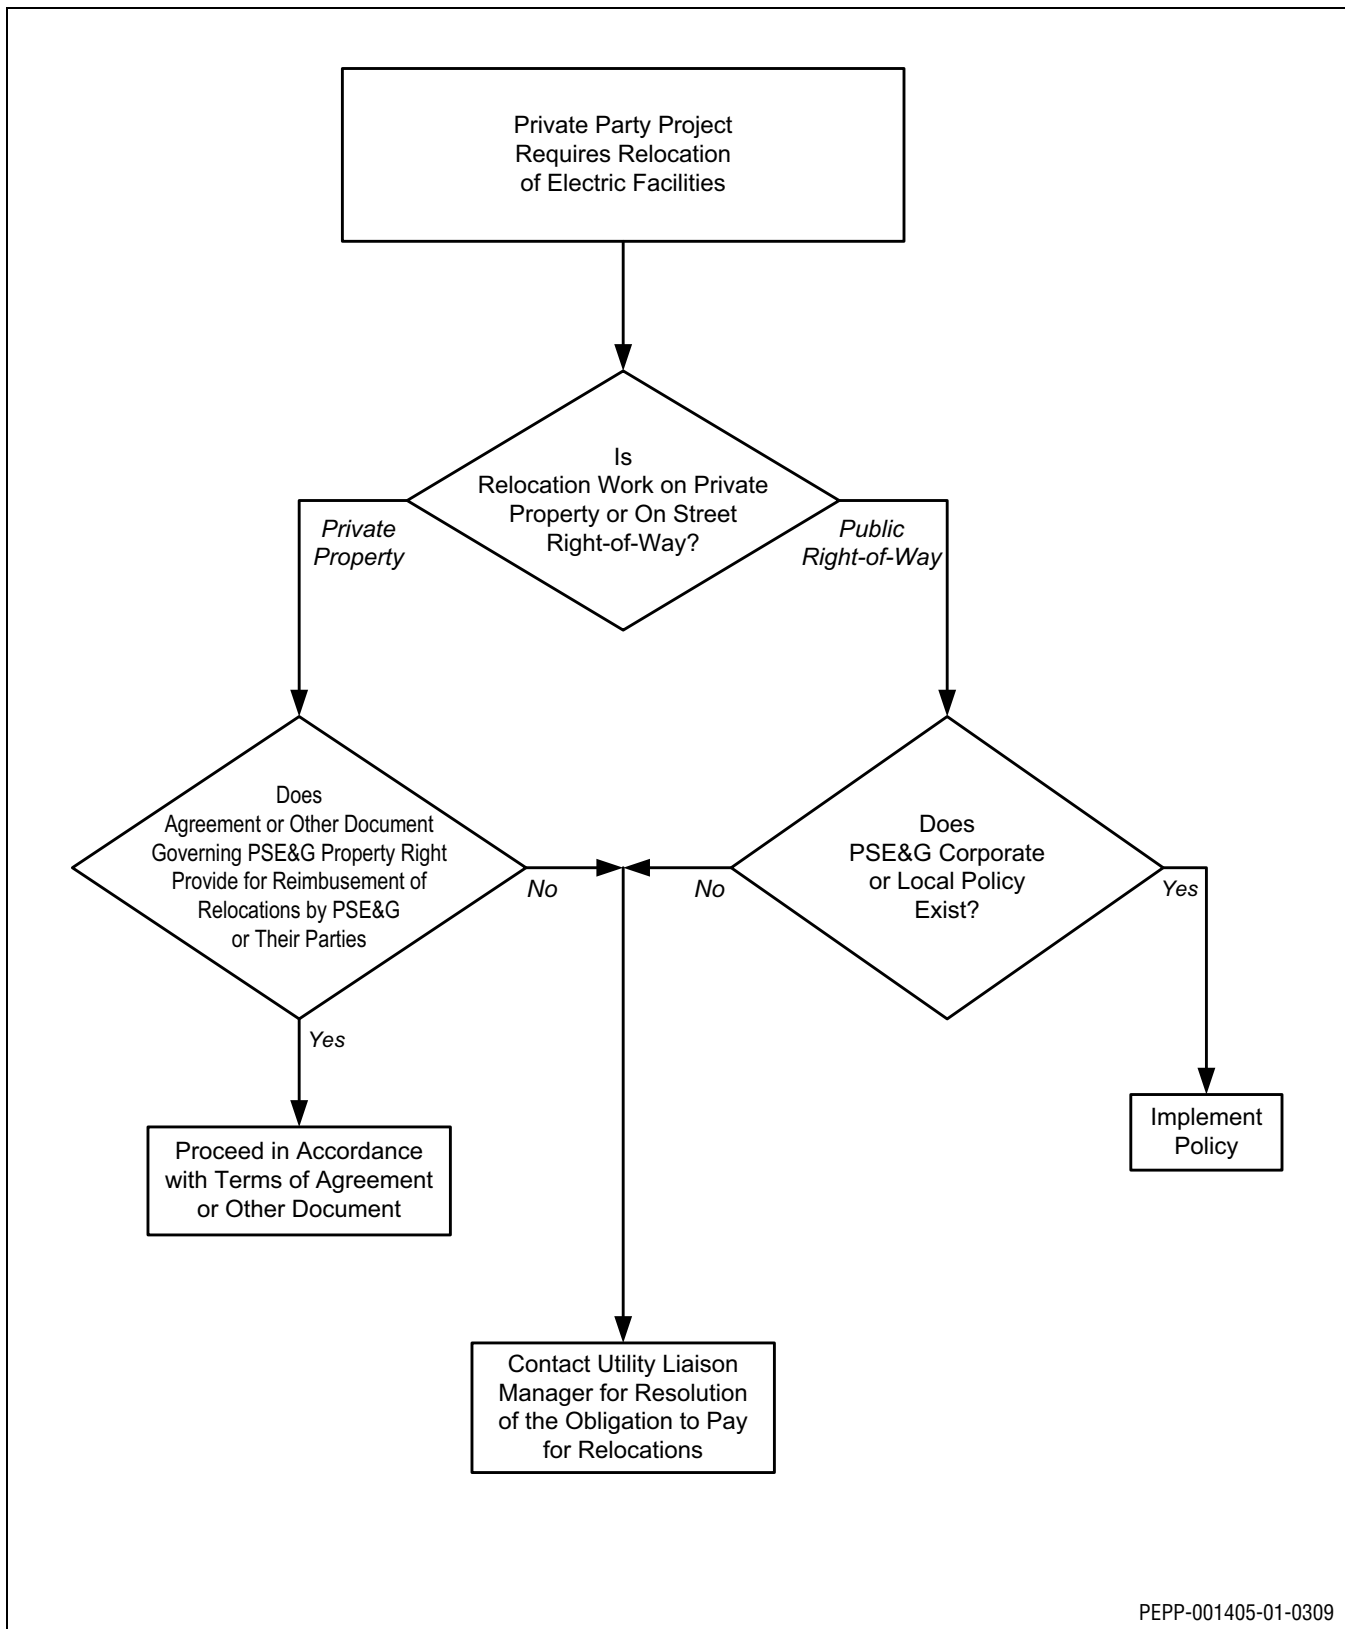 Private Party Project
Requires Relocation
of Electric Facilities
Is
Relocation Work on Private
Property or On Street
Right-of-Way?
Private
Property
Public
Right-of-Way
Does
Agreement or Other Document
Governing PSE&G Property Right
Provide for Reimbusement of
Relocations by PSE&G
or Their Parties
No
No
Does
PSE&G Corporate
or Local Policy
Exist?
Yes
Yes
Proceed in Accordance
with Terms of Agreement
or Other Document
Implement
Policy
Contact Utility Liaison
Manager for Resolution
of the Obligation to Pay
for Relocations
PEPP-001405-01-0309